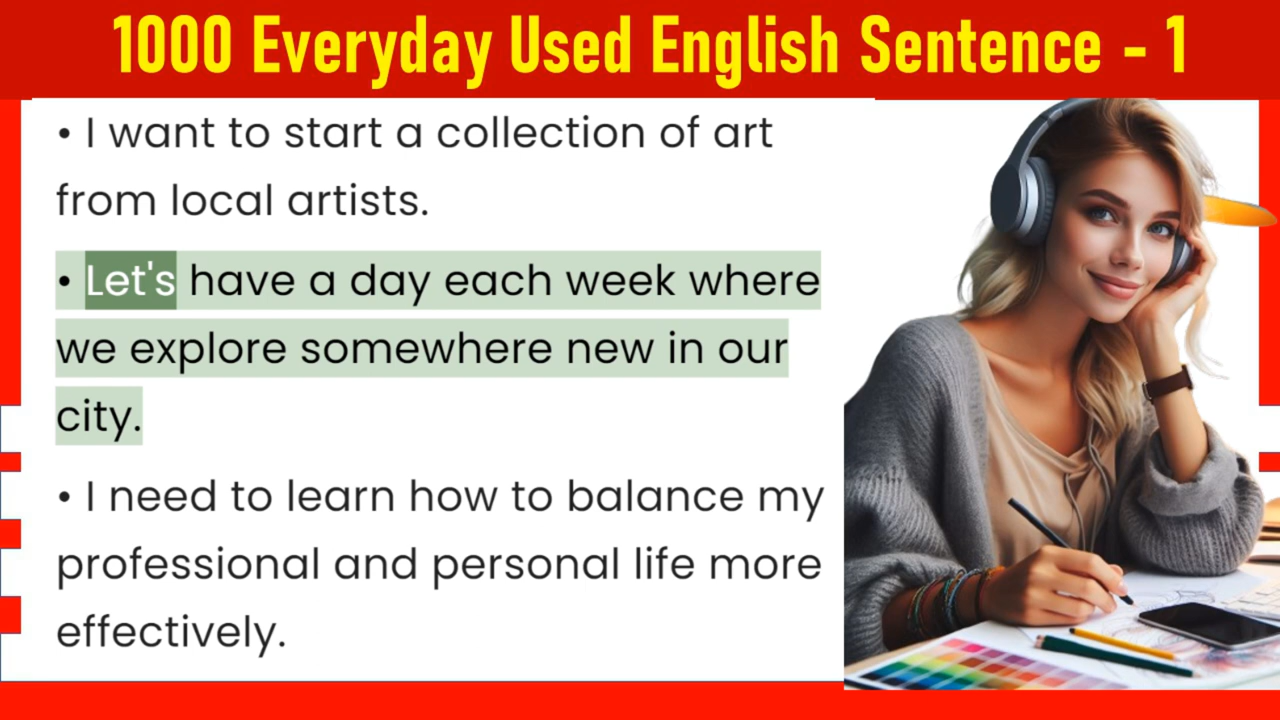 1000 Everyday Used English Sentence - 1
• I want to start a collection of art
from local artists.
• Let's have a day each week where
we explore somewhere new in our
city.
• I need to learn how to balance my
professional and personal life more
effectively.